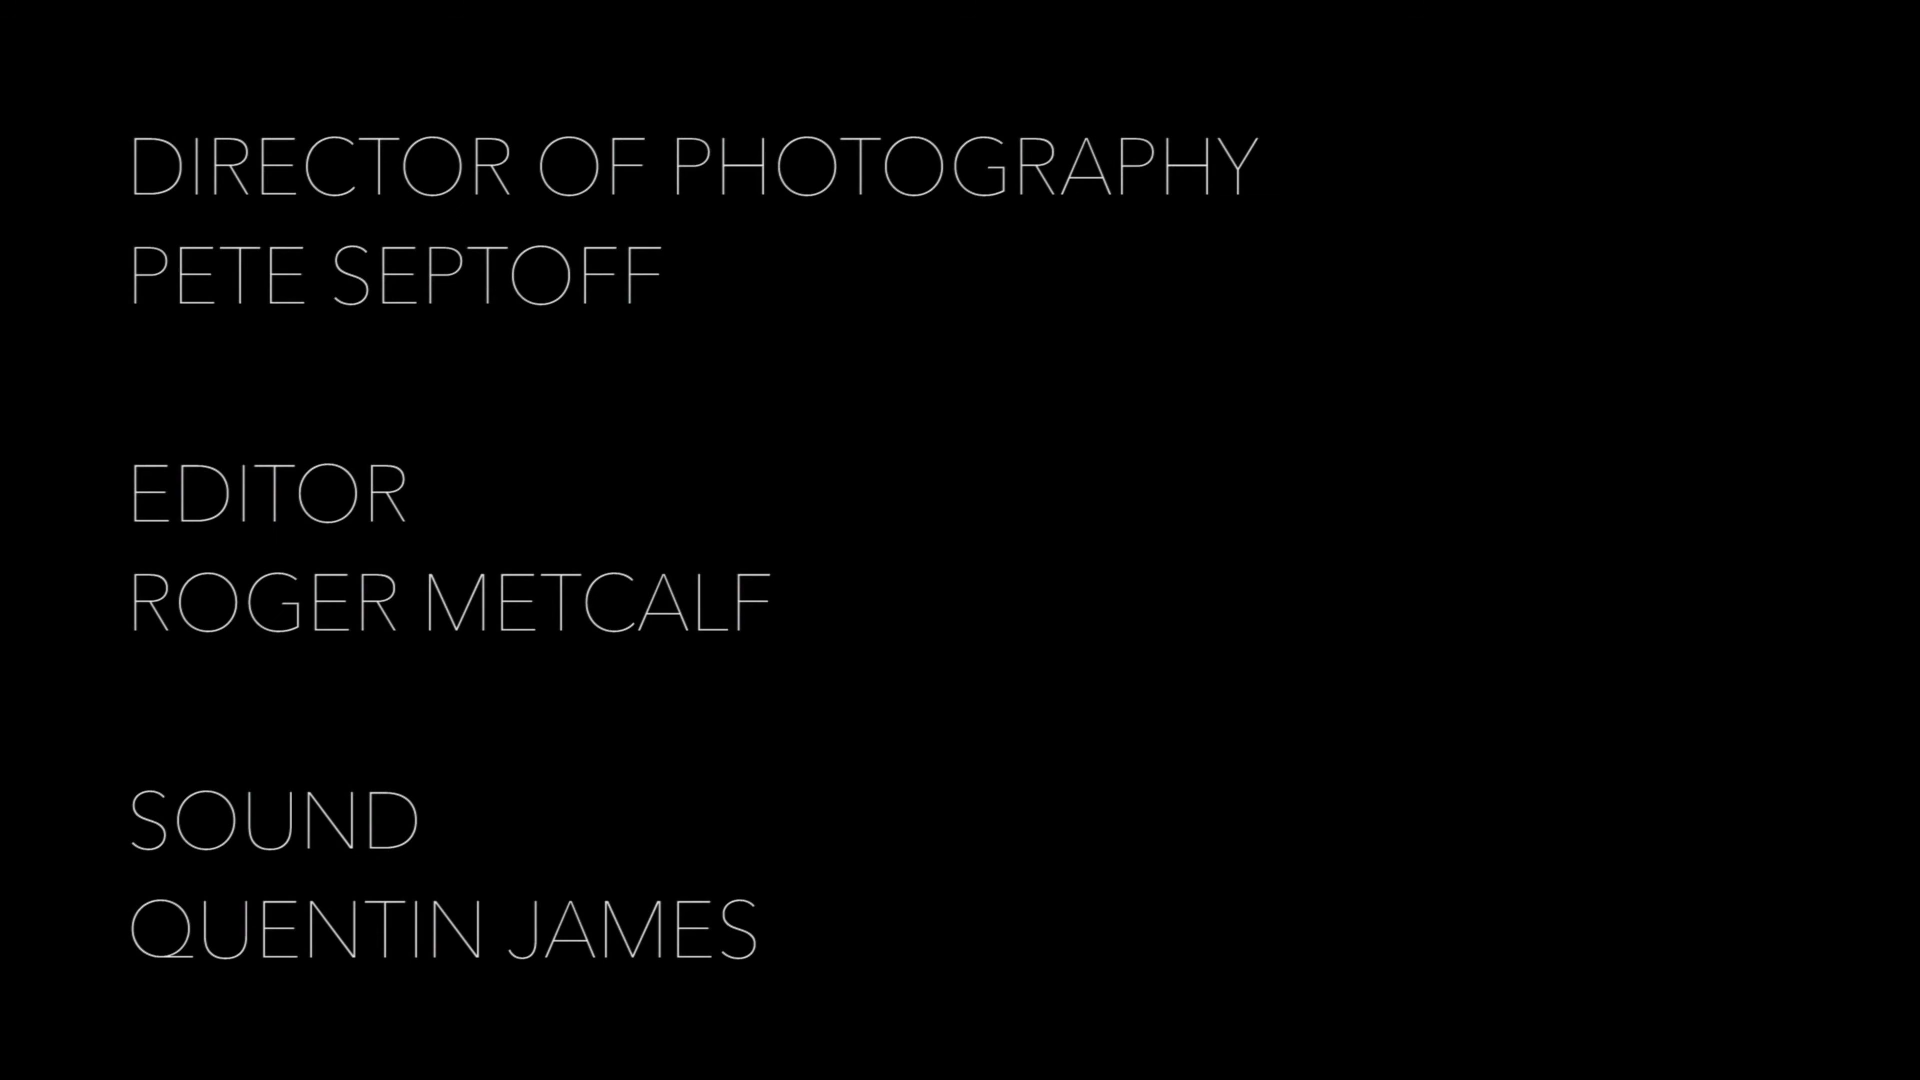 DIRECTOR OF PHOTOGRAPHY
PETE SEPTOFF
EDITOR
ROGER METCALF
SOUND
QUENTIN JAMES